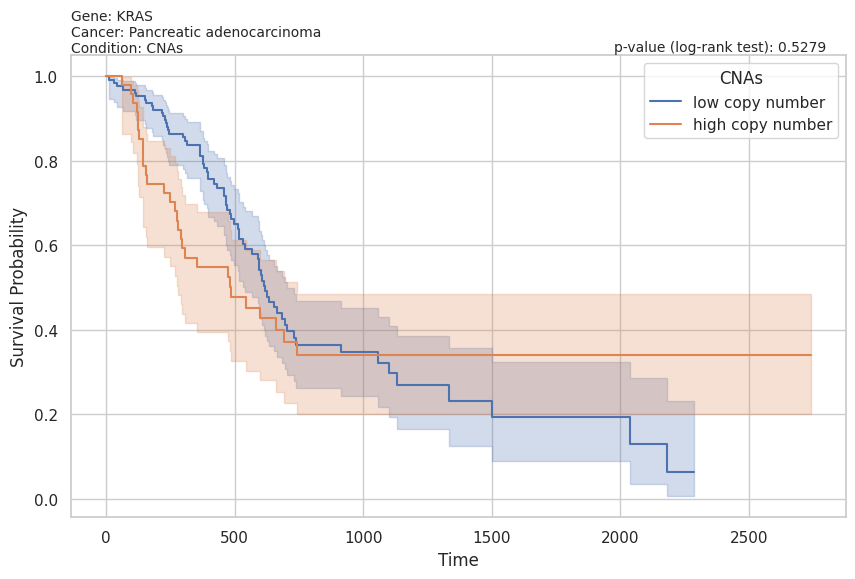 Gene: KRAS
Cancer: Pancreatic adenocarcinoma
Condition: CNAs
p-value (log-rank test): 0.5279
CNAs
low copy number
high copy number
Survival Probability
1.0
0.8
0.6
0.4
0.2
0.0
0 500 1000 1500 2000 2500
Time